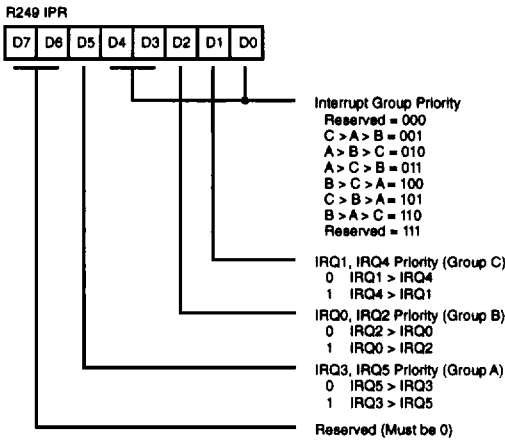 R249 IPR
D7 D6 D5 D4 D3 D2 D1 D0
Interrupt Group Priority
Reserved = 000
C > A > B = 001
A > B > C = 010
A > C > B = 011
B > C > A = 100
C > B > A = 101
B > A > C = 110
Reserved = 111
IRQ1, IRQ4 Priority (Group C)
0 IRQ1 > IRQ4
1 IRQ4 > IRQ1
IRQ0, IRQ2 Priority (Group B)
0 IRQ2 > IRQ0
1 IRQ0 > IRQ2
IRQ3, IRQ5 Priority (Group A)
0 IRQ5 > IRQ3
1 IRQ3 > IRQ5
Reserved (Must be 0)